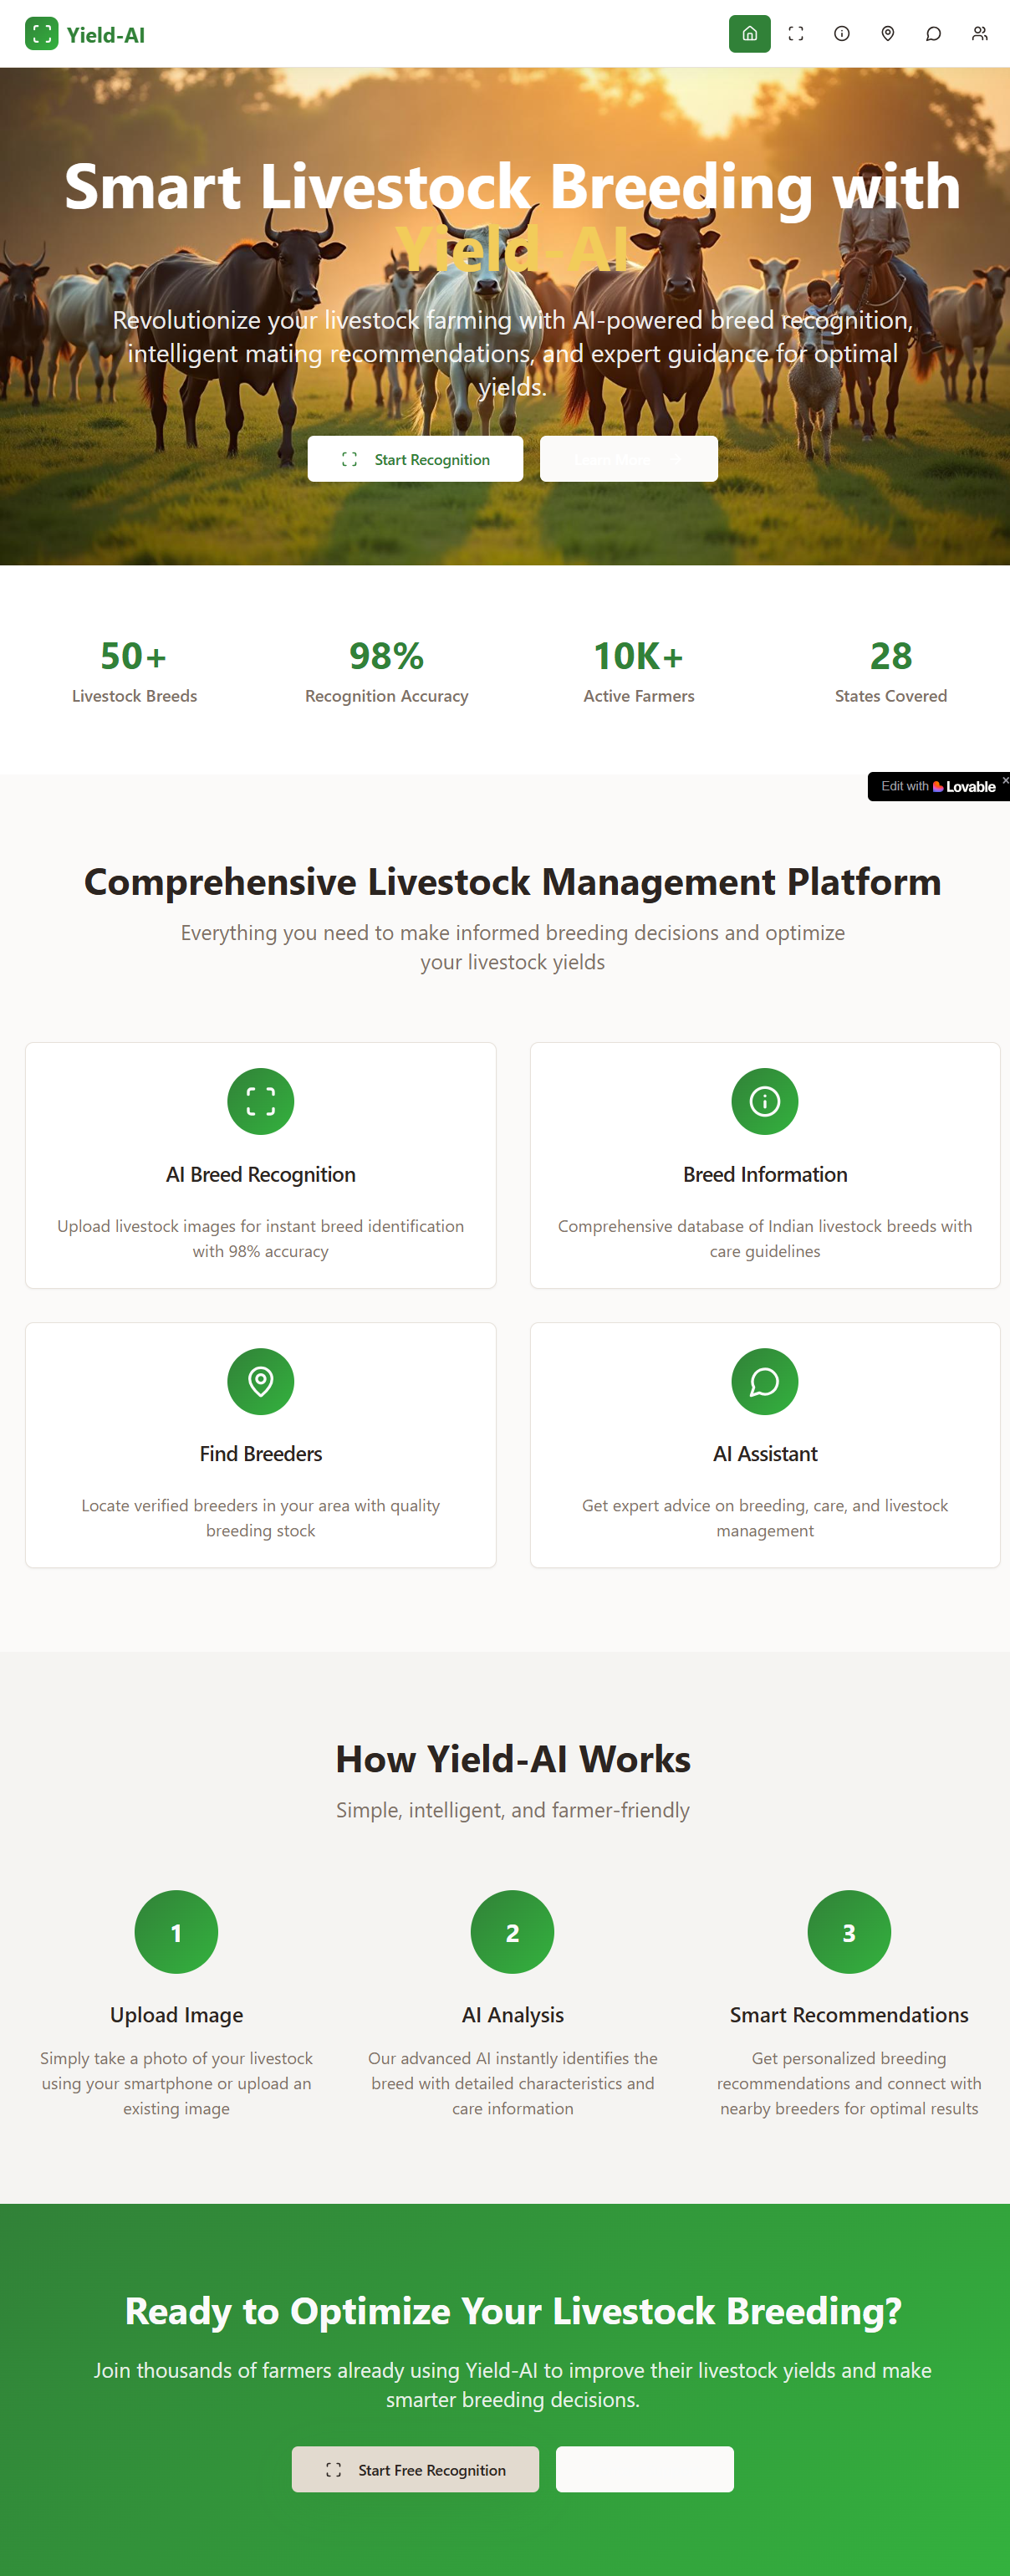 Yield-AI
Smart Livestock Breeding with
Yield-AI
Revolutionize your livestock farming with AI-powered breed recognition,
intelligent mating recommendations, and expert guidance for optimal
yields.
Start Recognition
Learn More
50+
98%
10K+
28
Livestock Breeds
Recognition Accuracy
Active Farmers
States Covered
Edit with Lovable
Comprehensive Livestock Management Platform
Everything you need to make informed breeding decisions and optimize
your livestock yields
AI Breed Recognition
Upload livestock images for instant breed identification
with 98% accuracy
Breed Information
Comprehensive database of Indian livestock breeds with
care guidelines
Find Breeders
Locate verified breeders in your area with quality
breeding stock
AI Assistant
Get expert advice on breeding, care, and livestock
management
How Yield-AI Works
Simple, intelligent, and farmer-friendly
1
Upload Image
Simply take a photo of your livestock
using your smartphone or upload an
existing image
2
AI Analysis
Our advanced AI instantly identifies the
breed with detailed characteristics and
care information
3
Smart Recommendations
Get personalized breeding
recommendations and connect with
nearby breeders for optimal results
Ready to Optimize Your Livestock Breeding?
Join thousands of farmers already using Yield-AI to improve their livestock yields and make
smarter breeding decisions.
Start Free Recognition